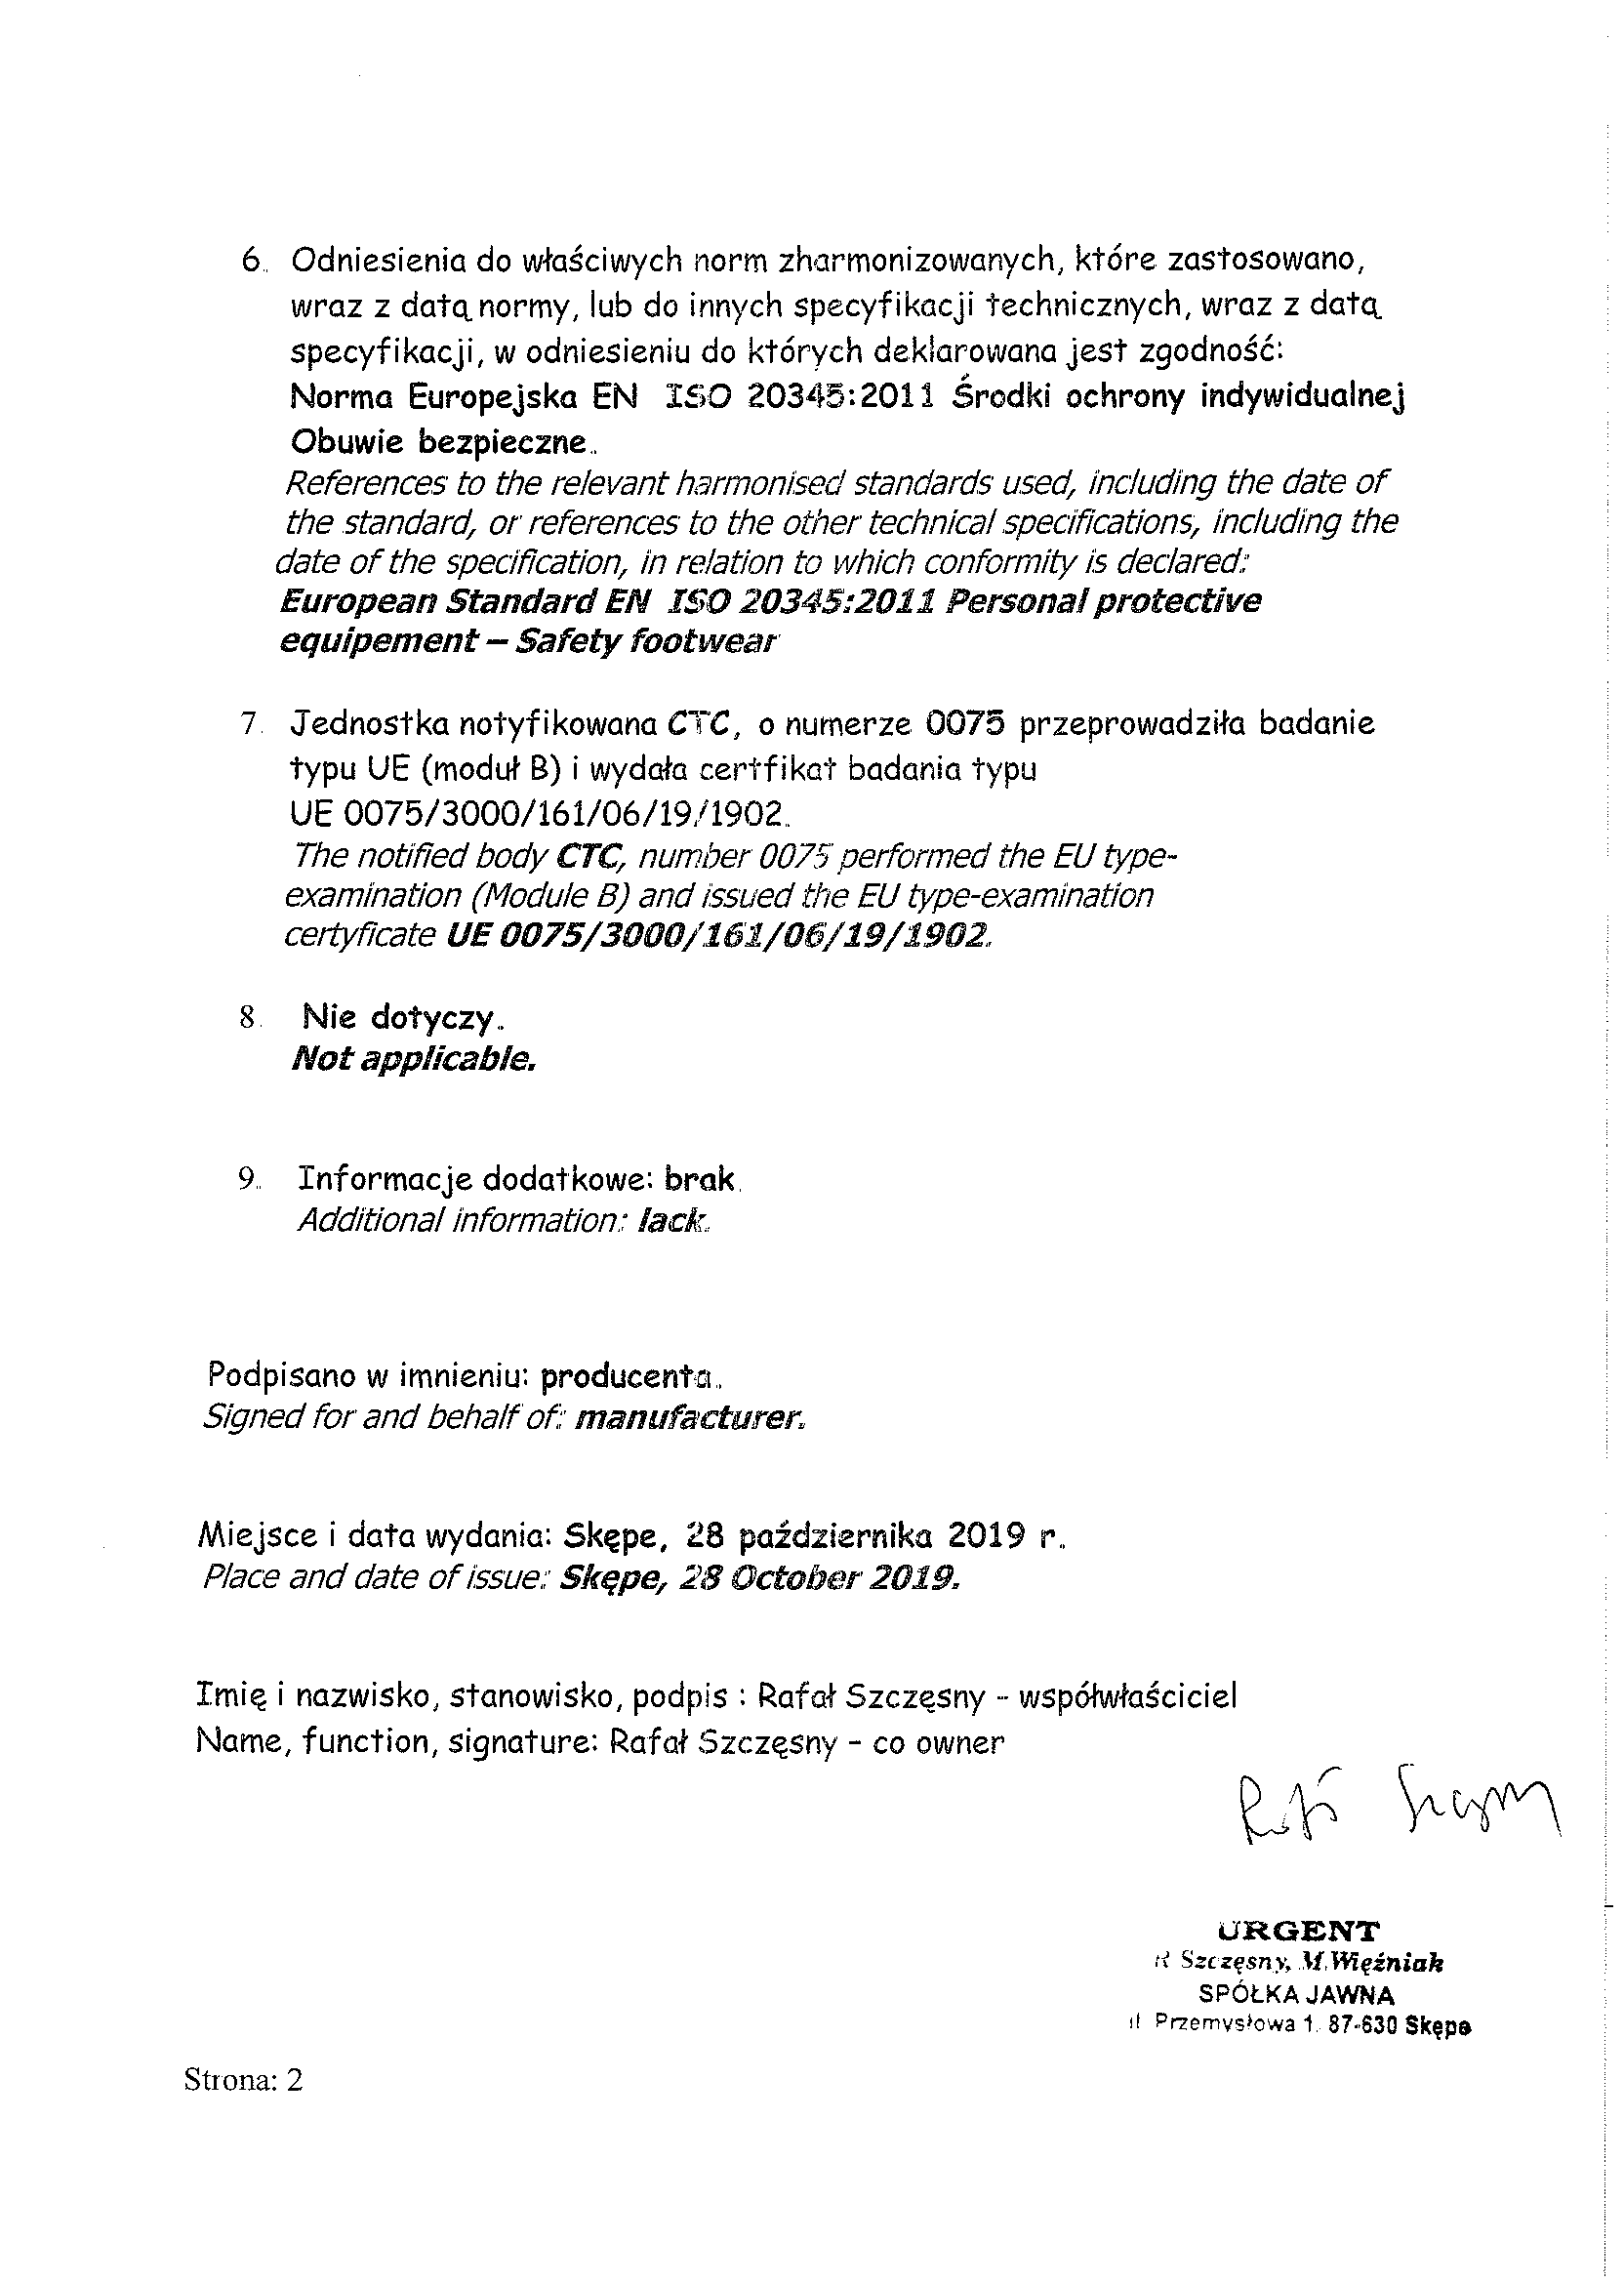 6. Odniesienia do właściwych norm zharmonizowanych, które zastosowano,
wraz z datą normy, lub do innych specyfikacji technicznych, wraz z datą
specyfikacji, w odniesieniu do których deklarowana jest zgodność:
Norma Europejska EN ISO 20345:2011 Środki ochrony indywidualnej
Obuwie bezpieczne.
References to the relevant harmonised standards used, including the date of
the standard, or references to the other technical specifications, including the
date of the specification, in relation to which conformity is declared:
European Standard EN ISO 20345:2011 Personal protective
equipement – Safety footwear
7. Jednostka notyfikowana CTC, o numerze 0075 przeprowadziła badanie
typu UE (moduł B) i wydała certfikat badania typu
UE 0075/3000/161/06/19/1902.
The notified body CTC, number 0075 performed the EU type-
examination (Module B) and issued the EU type-examination
certyficate UE 0075/3000/161/06/19/1902.
8. Nie dotyczy.
Not applicable.
9. Informacje dodatkowe: brak.
Additional information: lack.
Podpisano w imnieniu: producenta.
Signed for and behalf of: manufacturer.
Miejsce i data wydania: Skępe, 28 października 2019 r.
Place and date of issue: Skępe, 28 October 2019.
Imię i nazwisko, stanowisko, podpis : Rafał Szczęsny - współwłaściciel
Name, function, signature: Rafał Szczęsny - co owner
URGENT
R Szczęsny, M.Więźniak
SPÓŁKA JAWNA
ul Przemysłowa 1. 87-630 Skępe
Strona: 2